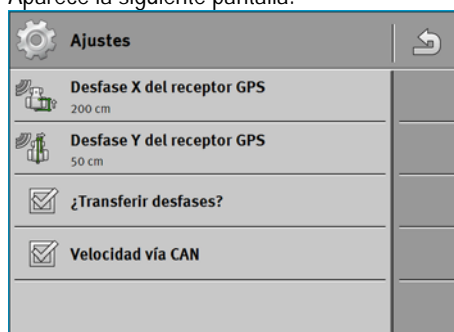 Aparece la siguiente pantalla:
Ajustes
Desfase X del receptor GPS
200 cm
Desfase Y del receptor GPS
50 cm
¿Transferir desfases?
Velocidad vía CAN